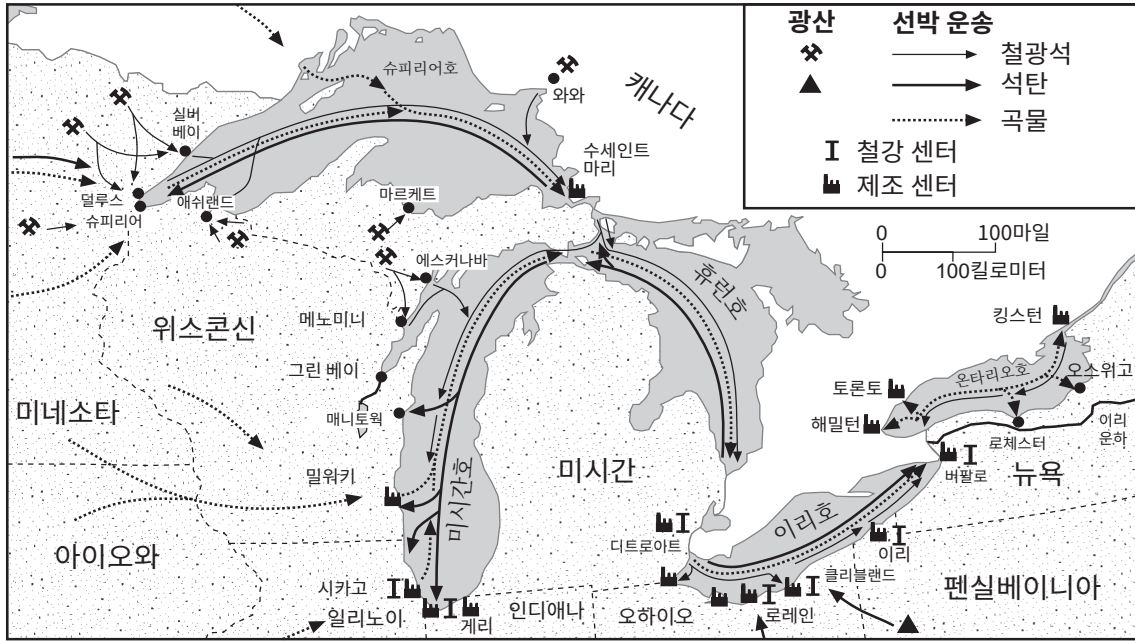 광산
선박 운송
철광석
석탄
곡물
철강 센터
제조 센터
0
100마일
0
100킬로미터
슈피리어호
와와
캐나다
실버
베이
수세인트
마리
덜루스
슈피리어
애쉬랜드
마르케트
에스커나바
휴런호
위스콘신
메노미니
킹스턴
그린 베이
온타리오호
오스위고
토론토
미네소타
매니토웍
해밀턴
로체스터
이리
운하
밀워키
미시간호
미시간
버팔로
뉴욕
이리호
디트로아트
이리
아이오와
클리블랜드
시카고
일리노이
게리
인디애나
오하이오
로레인
펜실베이니아